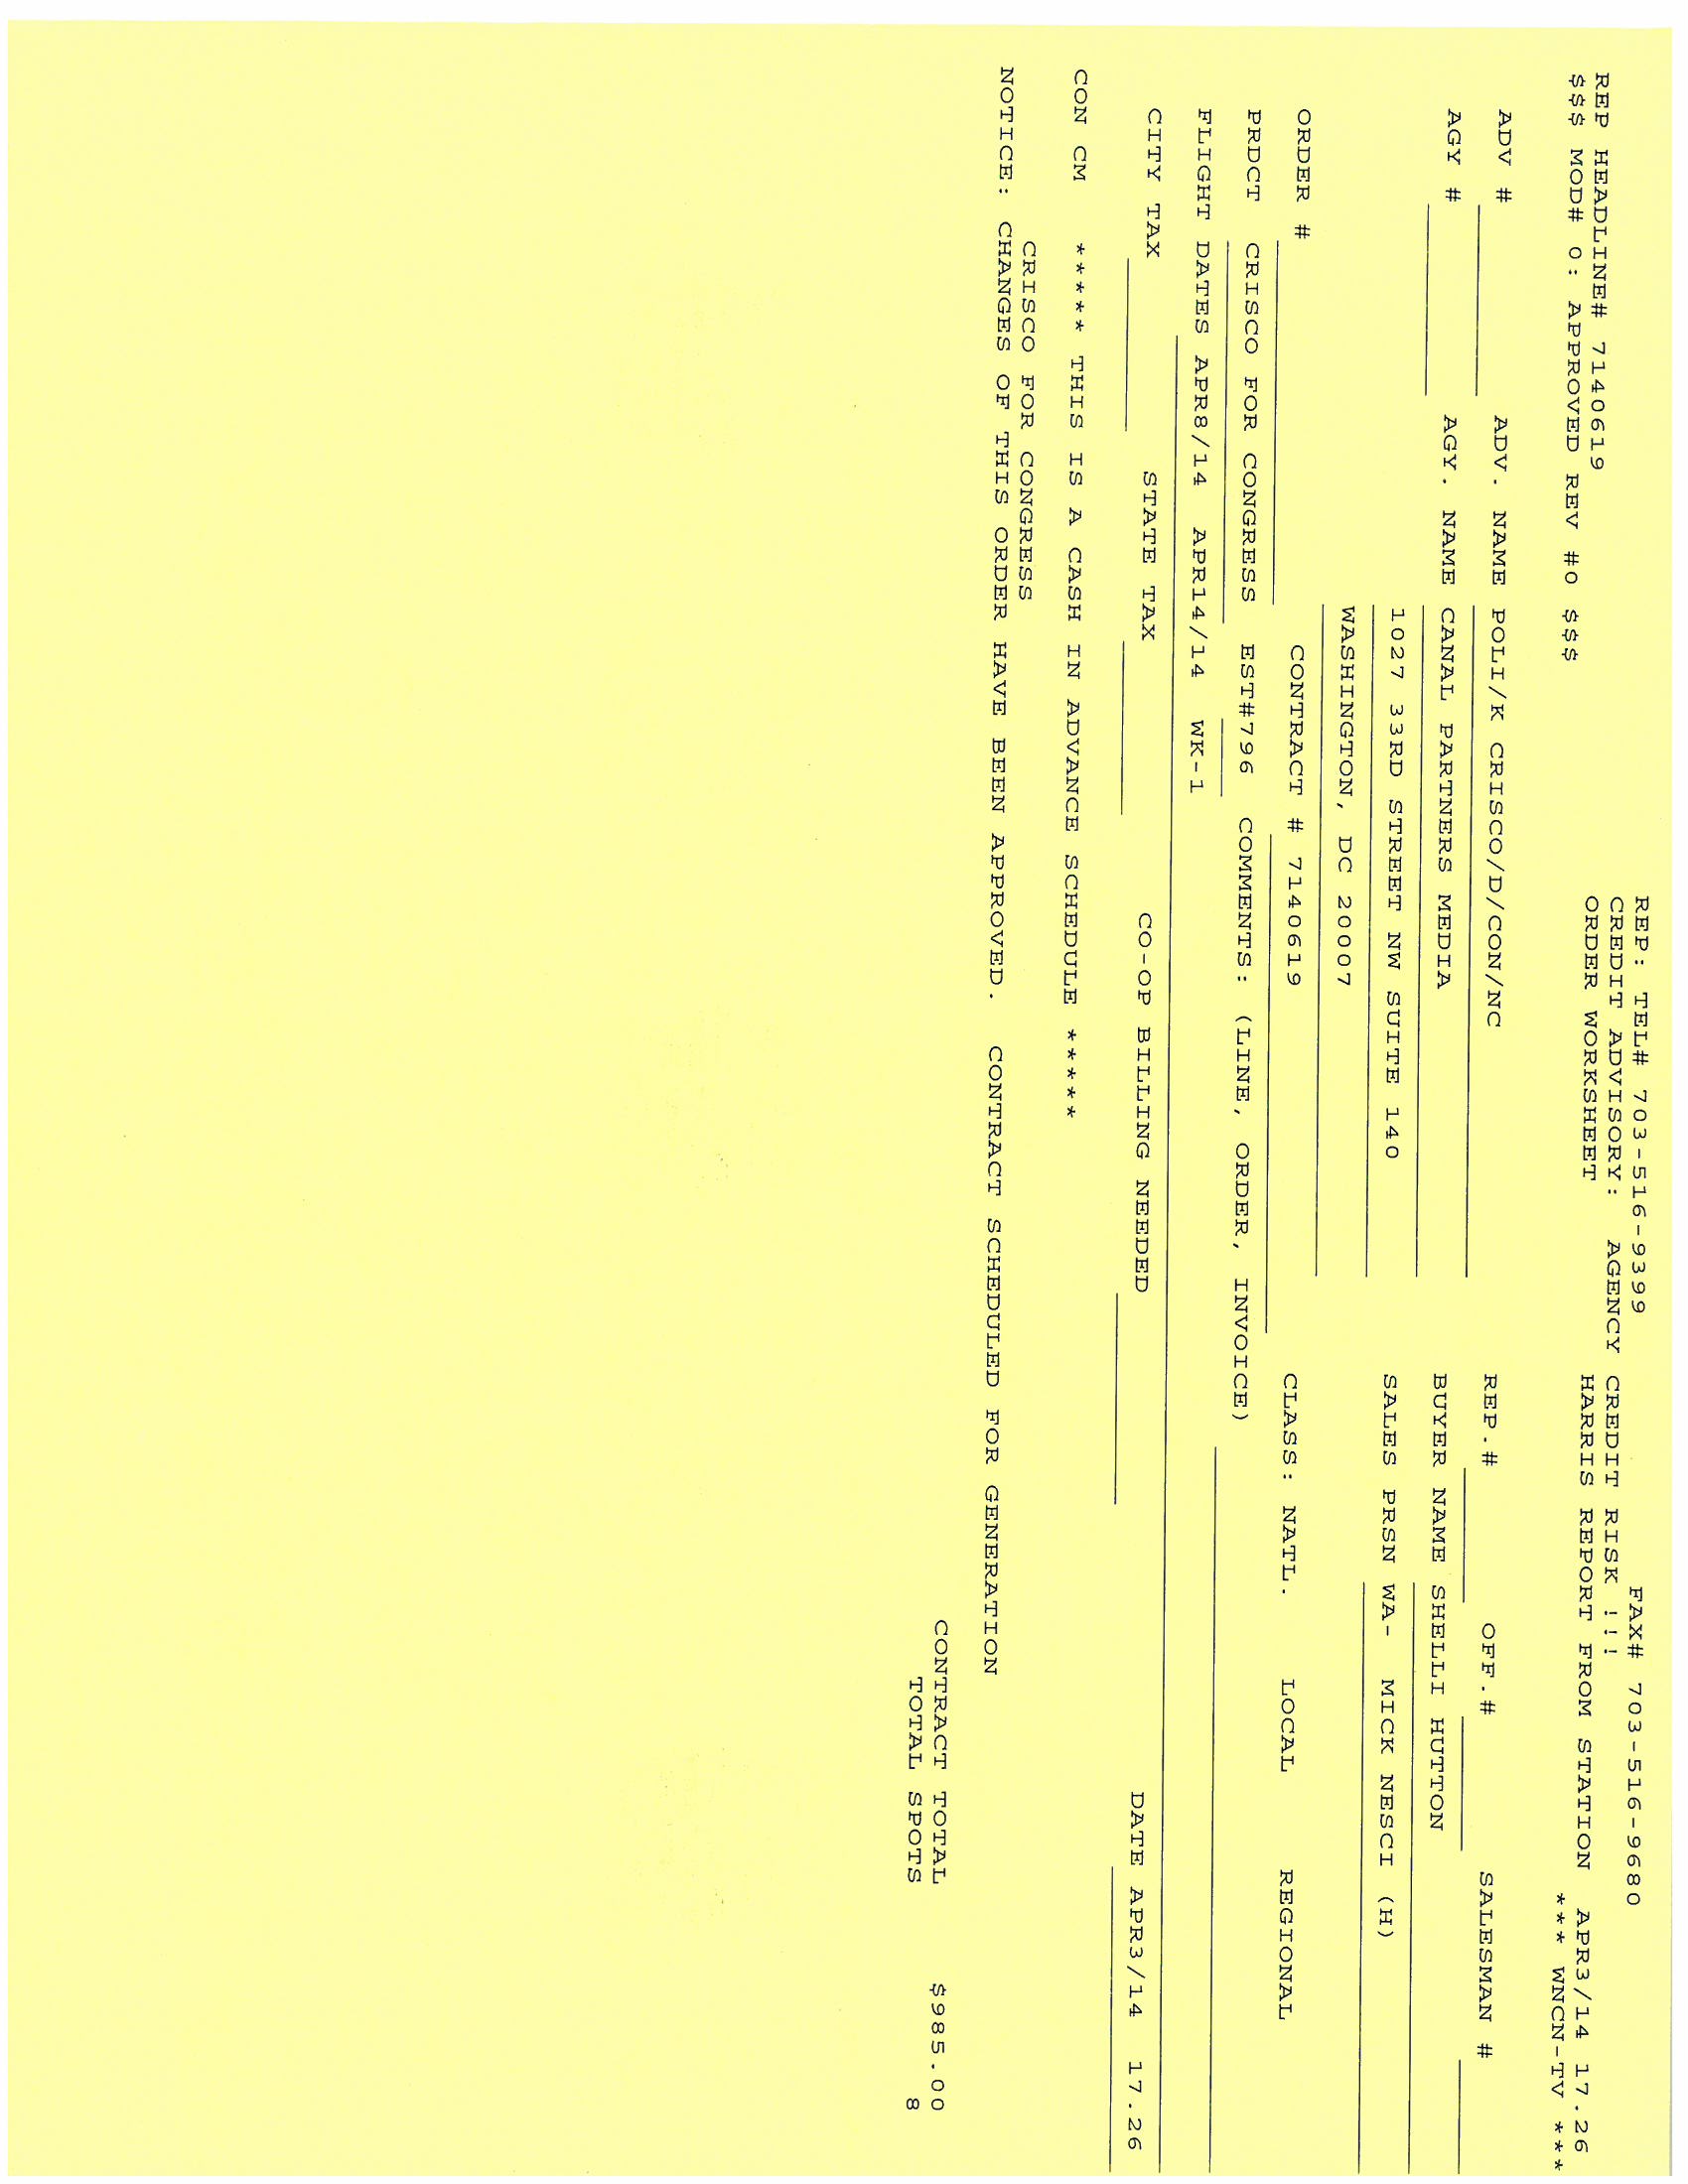 REP: TEL# 703-516-9399 FAX# 703-516-9680
CREDIT ADVISORY: AGENCY CREDIT RISK !!!
REP HEADLINE# 7140619 ORDER WORKSHEET HARRIS REPORT FROM STATION APR3/14 17.26
$$$ MOD# 0: APPROVED REV #0 $$$ *** WNCN-TV ***
ADV # ADV. NAME POLI/K CRISCO/D/CON/NC REP.# OFF.# SALESMAN #
AGY # AGY. NAME CANAL PARTNERS MEDIA BUYER NAME SHELLI HUTTON
1027 33RD STREET NW SUITE 140 SALES PRSN WA- MICK NESCI (H)
WASHINGTON, DC 20007
ORDER # CONTRACT # 7140619 CLASS: NATL. LOCAL REGIONAL
PRDCT CRISCO FOR CONGRESS EST#796 COMMENTS: (LINE, ORDER, INVOICE)
FLIGHT DATES APR8/14 APR14/14 WK-1
CITY TAX STATE TAX CO-OP BILLING NEEDED DATE APR3/14 17.26
CON CM ***** THIS IS A CASH IN ADVANCE SCHEDULE *****
CRISCO FOR CONGRESS
NOTICE: CHANGES OF THIS ORDER HAVE BEEN APPROVED. CONTRACT SCHEDULED FOR GENERATION
CONTRACT TOTAL $985.00
TOTAL SPOTS 8